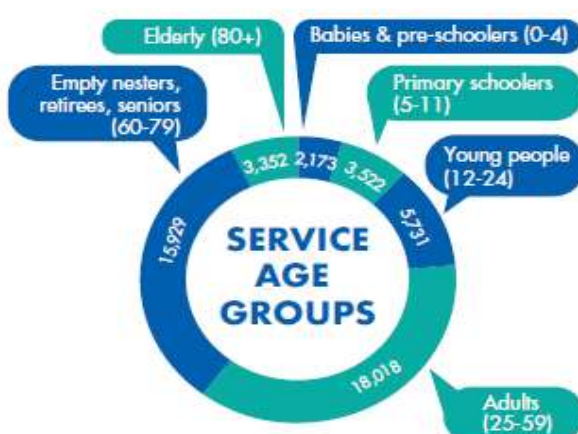 Elderly (80+)
Babies & pre-schoolers (0-4)
Empty nesters,
retirees, seniors
(60-79)
Primary schoolers
(5-11)
Young people
(12-24)
3,352
2,173
3,522
5,731
15,929
SERVICE
AGE
GROUPS
18,018
Adults
(25-59)